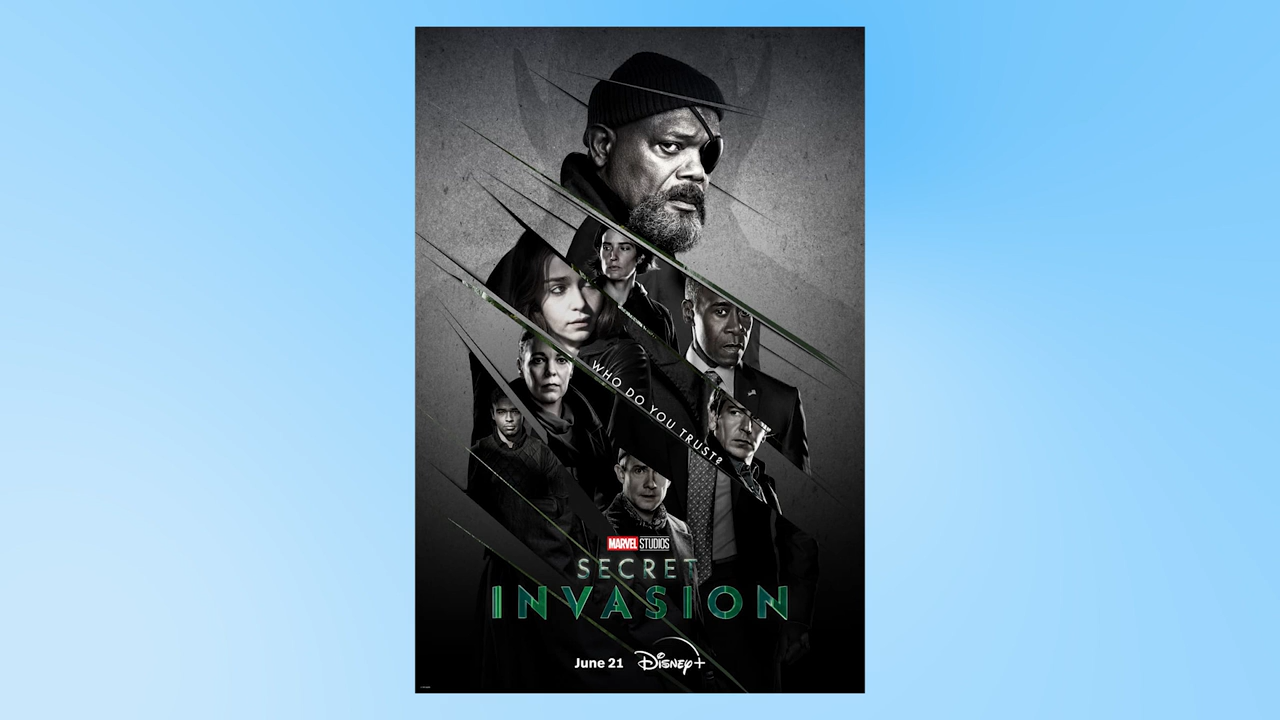 WHO DO YOU TRUST?
MARVEL STUDIOS
SECRET
INVASION
June 21 Disney+